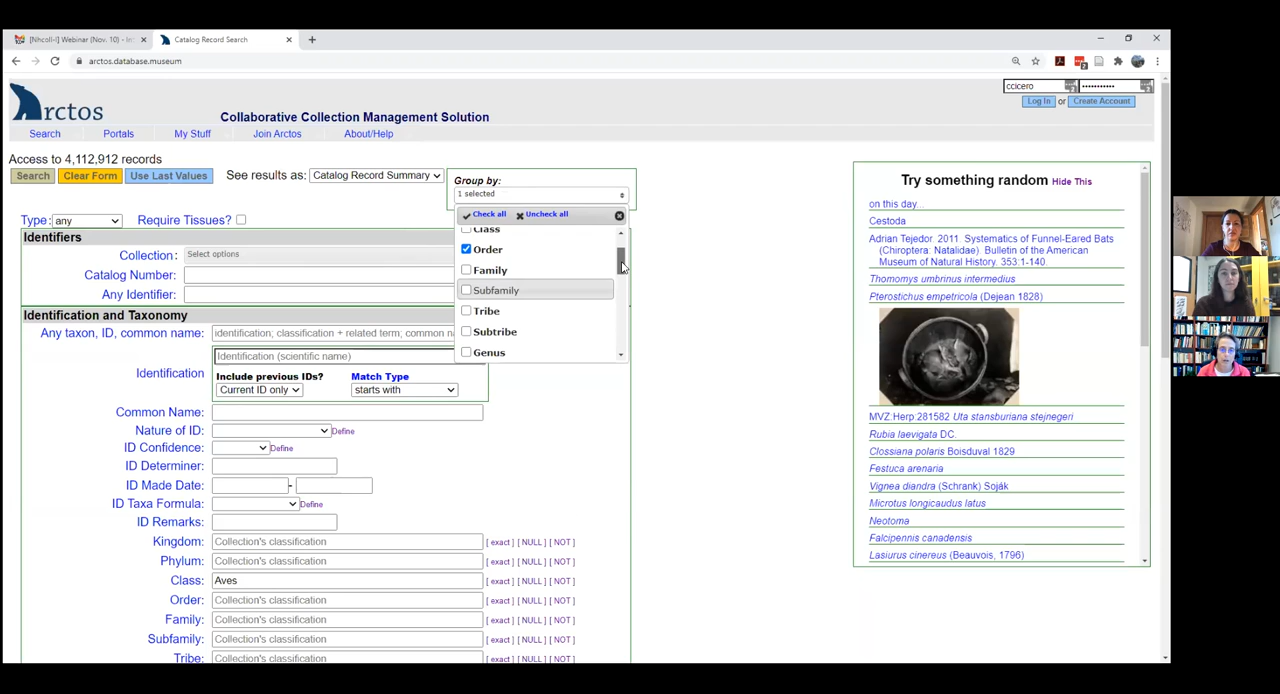 [Nhcoll-l] Webinar (Nov. 10) - Int
Catalog Record Search
arctos.database.museum
ccicero
Log In or Create Account
Arctos
Collaborative Collection Management Solution
Search Portals My Stuff Join Arctos About/Help
Access to 4,112,912 records
Search Clear Form Use Last Values See results as: Catalog Record Summary
Group by:
1 selected
Check all Uncheck all
Class
Order
Family
Subfamily
Tribe
Subtribe
Genus
Type: any Require Tissues?
Identifiers
Collection: Select options
Catalog Number:
Any Identifier:
Identification and Taxonomy
Any taxon, ID, common name: identification; classification + related term; common n
Identification Identification (scientific name)
Include previous IDs? Match Type
Current ID only starts with
Common Name:
Nature of ID: Define
ID Confidence: Define
ID Determiner:
ID Made Date: -
ID Taxa Formula: Define
ID Remarks:
Kingdom: Collection's classification [ exact ] [ NULL ] [ NOT ]
Phylum: Collection's classification [ exact ] [ NULL ] [ NOT ]
Class: Aves [ exact ] [ NULL ] [ NOT ]
Order: Collection's classification [ exact ] [ NULL ] [ NOT ]
Family: Collection's classification [ exact ] [ NULL ] [ NOT ]
Subfamily: Collection's classification [ exact ] [ NULL ] [ NOT ]
Tribe: Collection's classification [ exact ] [ NULL ] [ NOT ]
Try something random Hide This
on this day...
Cestoda
Adrian Tejedor. 2011. Systematics of Funnel-Eared Bats
(Chiroptera: Natalidae) Bulletin of the American
Museum of Natural History. 353:1-140.
Thomomys umbrinus intermedius
Pterostichus empetricola (Dejean 1828)
MVZ:Herp:281582 Uta stansburiana stejnegeri
Rubia laevigata DC.
Clossiana polaris Boisduval 1829
Festuca arenaria
Vignea diandra (Schrank) Soják
Microtus longicaudus latus
Neotoma
Falcipennis canadensis
Lasiurus cinereus (Beauvois, 1796)